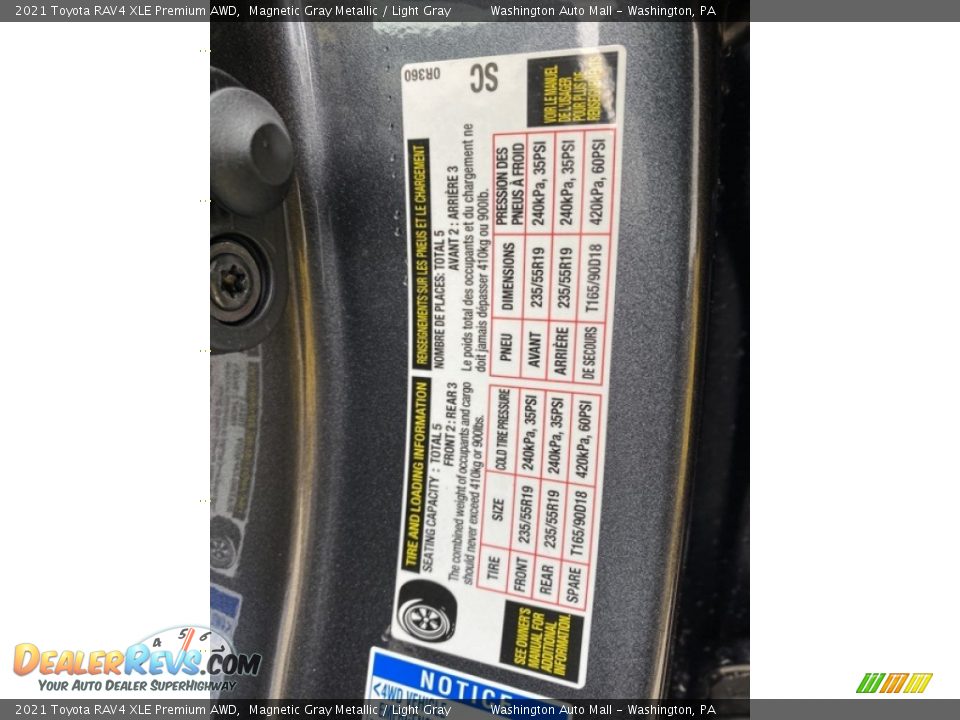 2021 Toyota RAV4 XLE Premium AWD, Magnetic Gray Metallic / Light Gray Washington Auto Mall - Washington, PA
TIRE AND LOADING INFORMATION
SEATING CAPACITY : TOTAL 5
FRONT 2 : REAR 3
The combined weight of occupants and cargo
should never exceed 410kg or 900lbs.
TIRE SIZE COLD TIRE PRESSURE
FRONT 235/55R19 240kPa, 35PSI
REAR 235/55R19 240kPa, 35PSI
SPARE T165/90D18 420kPa, 60PSI
SEE OWNER'S
MANUAL FOR
ADDITIONAL
INFORMATION.
RENSEIGNEMENTS SUR LES PNEUS ET LE CHARGEMENT
NOMBRE DE PLACES: TOTAL 5
AVANT 2 : ARRIÈRE 3
Le poids total des occupants et du chargement ne
doit jamais dépasser 410kg ou 900lb.
PNEU DIMENSIONS PRESSION DES
PNEUS À FROID
AVANT 235/55R19 240kPa, 35PSI
ARRIÈRE 235/55R19 240kPa, 35PSI
DE SECOURS T165/90D18 420kPa, 60PSI
VOIR LE MANUEL
DE L'USAGER
POUR PLUS DE
0R360
SC
NOTICE
4WD VEHICLE
4 5 6
DEALERREVS.COM
YOUR AUTO DEALER SUPERHIGHWAY
2021 Toyota RAV4 XLE Premium AWD, Magnetic Gray Metallic / Light Gray Washington Auto Mall - Washington, PA